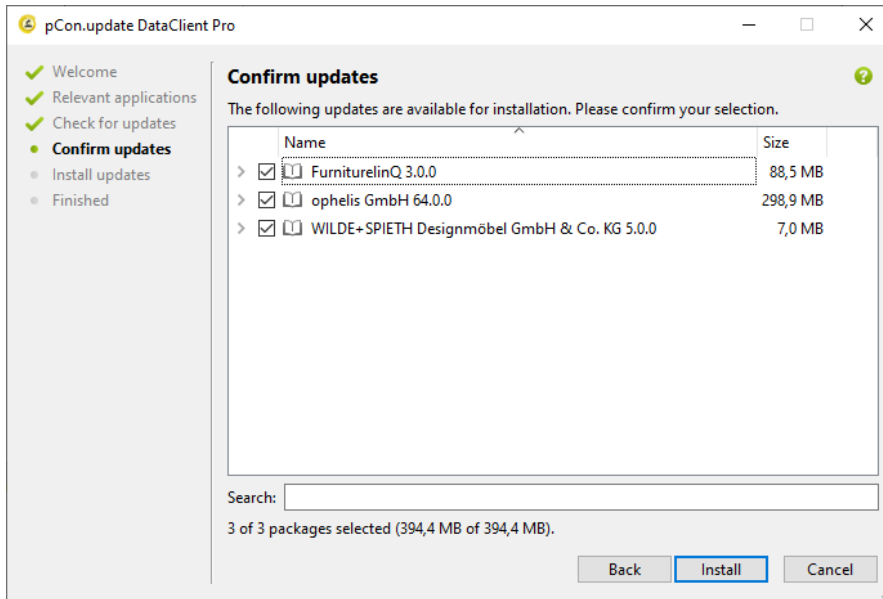 pCon.update DataClient Pro
Welcome
Relevant applications
Check for updates
Confirm updates
Install updates
Finished
Confirm updates
The following updates are available for installation. Please confirm your selection.
Name Size
FurniturelinQ 3.0.0 88,5 MB
ophelis GmbH 64.0.0 298,9 MB
WILDE+SPIETH Designmöbel GmbH & Co. KG 5.0.0 7,0 MB
Search:
3 of 3 packages selected (394,4 MB of 394,4 MB).
Back Install Cancel